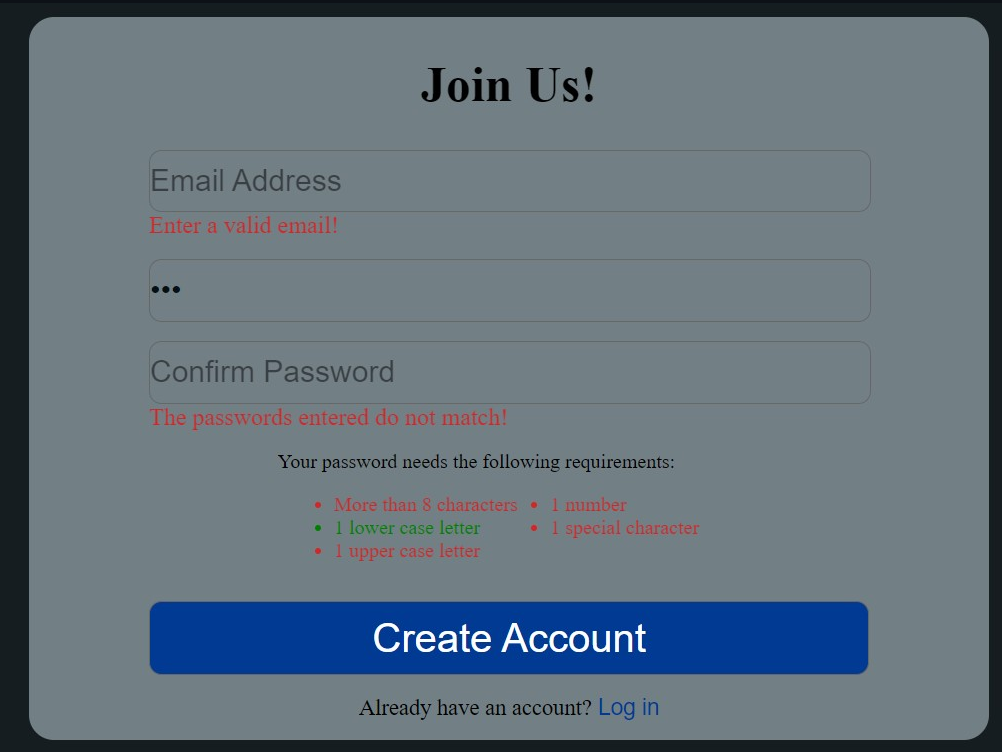 Join Us!
Email Address
Enter a valid email!
•••
Confirm Password
The passwords entered do not match!
Your password needs the following requirements:
• More than 8 characters • 1 number
• 1 lower case letter • 1 special character
• 1 upper case letter
Create Account
Already have an account? Log in